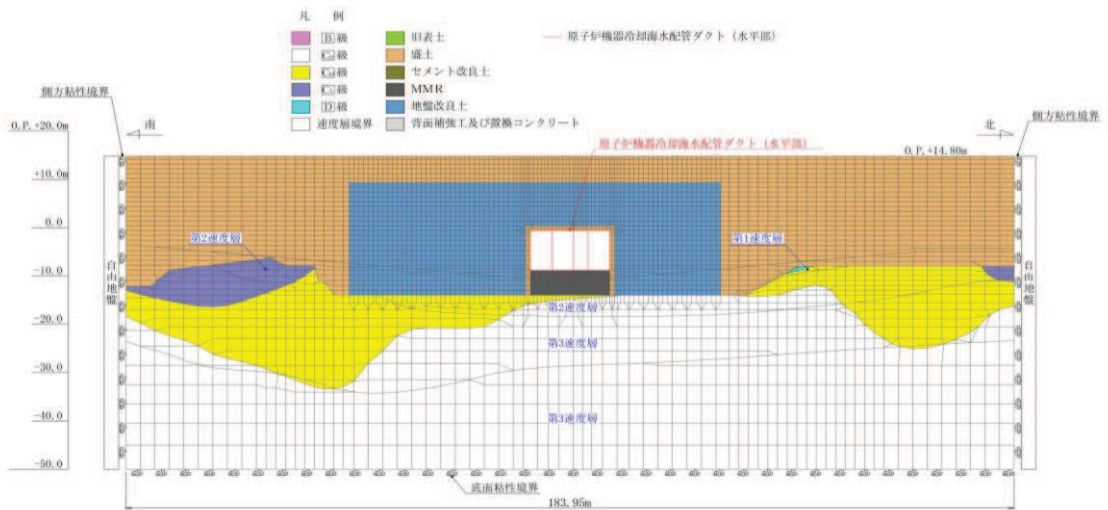 凡　例
B級
CH級
CM級
CL級
D級
速度層境界
旧表土
盛土
セメント改良土
MMR
地盤改良土
背面補強工及び置換コンクリート
原子炉機器冷却海水配管ダクト（水平部）
側方粘性境界
側方粘性境界
O.P.+20.0m
南
北
原子炉機器冷却海水配管ダクト（水平部）
O.P.+14.80m
+10.0m
0.0
-10.0
-20.0
-30.0
-40.0
-50.0
自由地盤
自由地盤
第2速度層
第1速度層
第2速度層
第3速度層
第3速度層
底面粘性境界
183.95m